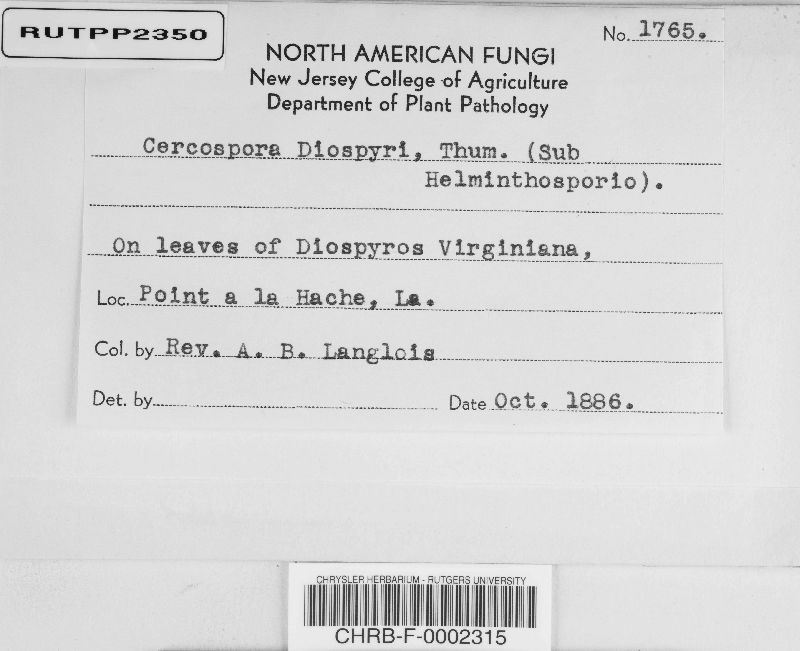 RUTPP2350
No. 1765.
NORTH AMERICAN FUNGI
New Jersey College of Agriculture
Department of Plant Pathology
Cercospora Diospyri, Thum. (Sub
Helminthosporio).
On leaves of Diospyros Virginiana,
Loc. Point a la Hache, La.
Col. by Rev. A. B. Langlois
Det. by
Date Oct. 1886.
CHRYSLER HERBARIUM - RUTGERS UNIVERSITY
CHRB-F-0002315